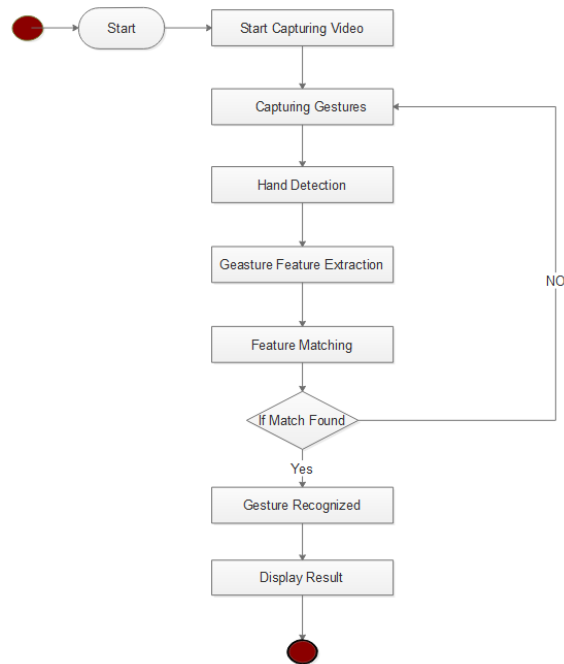 Start
Start Capturing Video
Capturing Gestures
Hand Detection
Geasture Feature Extraction
NO
Feature Matching
If Match Found
Yes
Gesture Recognized
Display Result